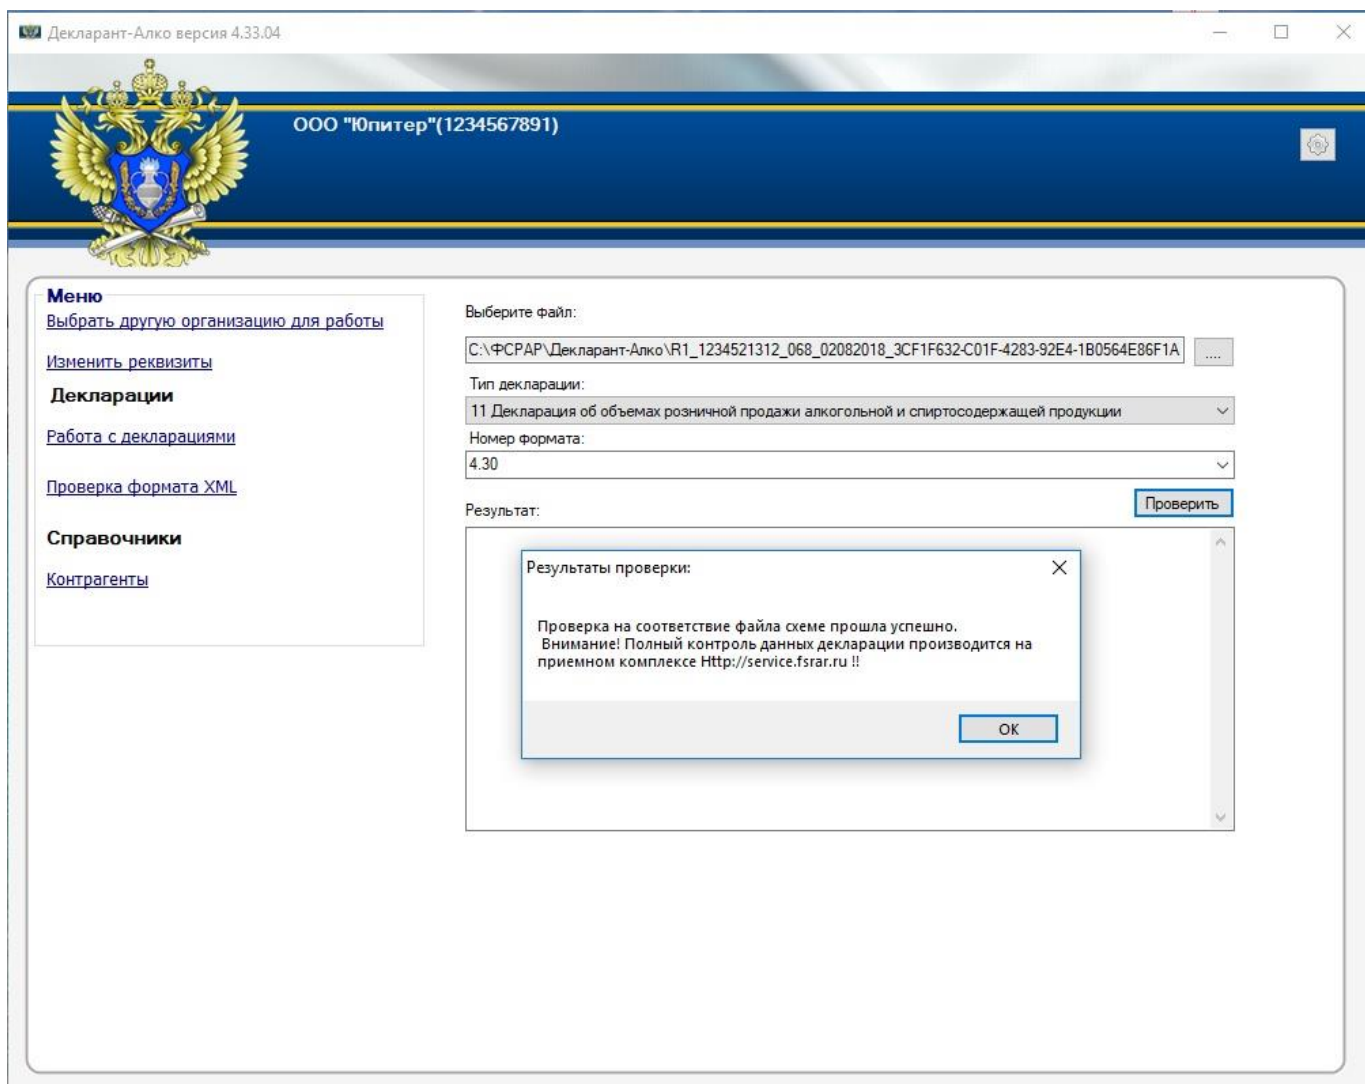 Декларант-Алко версия 4.33.04
ООО "Юпитер"(1234567891)
Меню
Выбрать другую организацию для работы
Изменить реквизиты
Декларации
Работа с декларациями
Проверка формата XML
Справочники
Контрагенты
Выберите файл:
C:\ФСРАР\Декларант-Алко\R1_1234521312_068_02082018_3CF1F632-C01F-4283-92E4-1B0564E86F1A
....
Тип декларации:
11 Декларация об объемах розничной продажи алкогольной и спиртосодержащей продукции
Номер формата:
4.30
Проверить
Результат:
Результаты проверки:
Проверка на соответствие файла схеме прошла успешно.
Внимание! Полный контроль данных декларации производится на
приемном комплексе Http://service.fsrar.ru !!
ОК